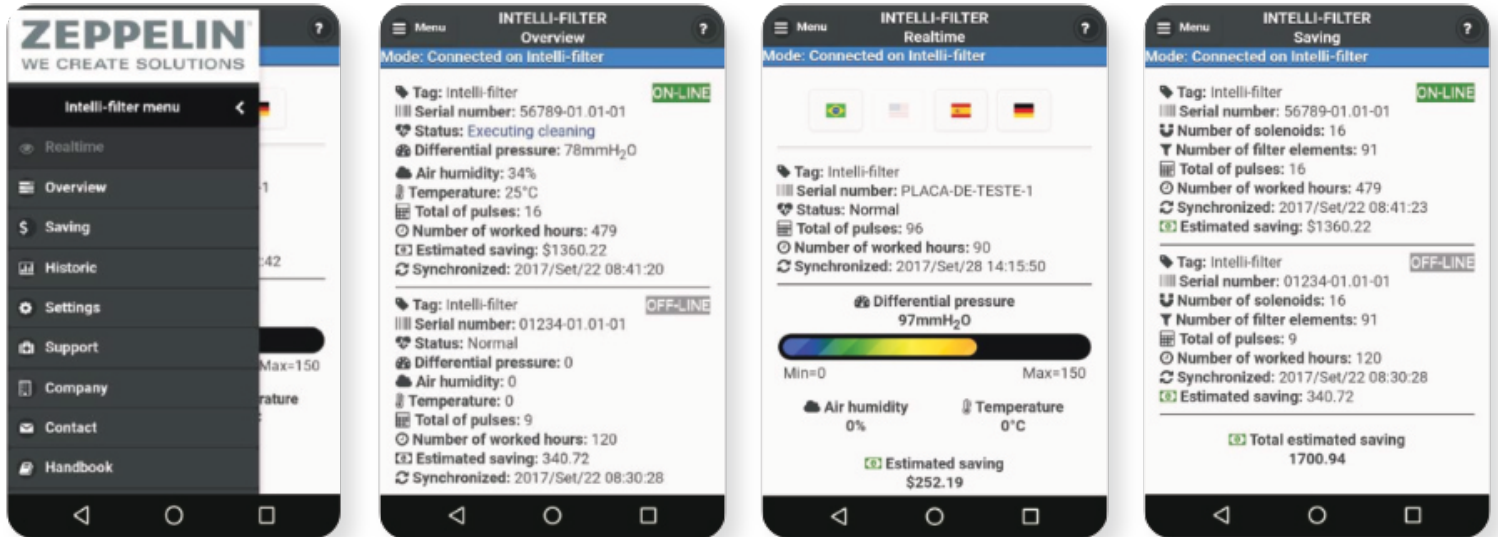 ZEPPELIN®
WE CREATE SOLUTIONS
Intelli-filter menu
Realtime
Overview
Saving
Historic
Settings
Support
Company
Contact
Handbook
?
-1
:42
Max=150
rature
Menu
INTELLI-FILTER
Overview
?
Mode: Connected on Intelli-filter
Tag: Intelli-filter
ON-LINE
Serial number: 56789-01.01-01
Status: Executing cleaning
Differential pressure: 78mmH₂O
Air humidity: 34%
Temperature: 25°C
Total of pulses: 16
Number of worked hours: 479
Estimated saving: $1360.22
Synchronized: 2017/Set/22 08:41:20
Tag: Intelli-filter
OFF-LINE
Serial number: 01234-01.01-01
Status: Normal
Differential pressure: 0
Air humidity: 0
Temperature: 0
Total of pulses: 9
Number of worked hours: 120
Estimated saving: 340.72
Synchronized: 2017/Set/22 08:30:28
Menu
INTELLI-FILTER
Realtime
?
Mode: Connected on Intelli-filter
Tag: Intelli-filter
Serial number: PLACA-DE-TESTE-1
Status: Normal
Total of pulses: 96
Number of worked hours: 90
Synchronized: 2017/Set/28 14:15:50
Differential pressure
97mmH₂O
Min=0 Max=150
Air humidity Temperature
0% 0°C
Estimated saving
$252.19
Menu
INTELLI-FILTER
Saving
?
Mode: Connected on Intelli-filter
Tag: Intelli-filter
ON-LINE
Serial number: 56789-01.01-01
Number of solenoids: 16
Number of filter elements: 91
Total of pulses: 16
Number of worked hours: 479
Synchronized: 2017/Set/22 08:41:23
Estimated saving: $1360.22
Tag: Intelli-filter
OFF-LINE
Serial number: 01234-01.01-01
Number of solenoids: 16
Number of filter elements: 91
Total of pulses: 9
Number of worked hours: 120
Synchronized: 2017/Set/22 08:30:28
Estimated saving: 340.72
Total estimated saving
1700.94